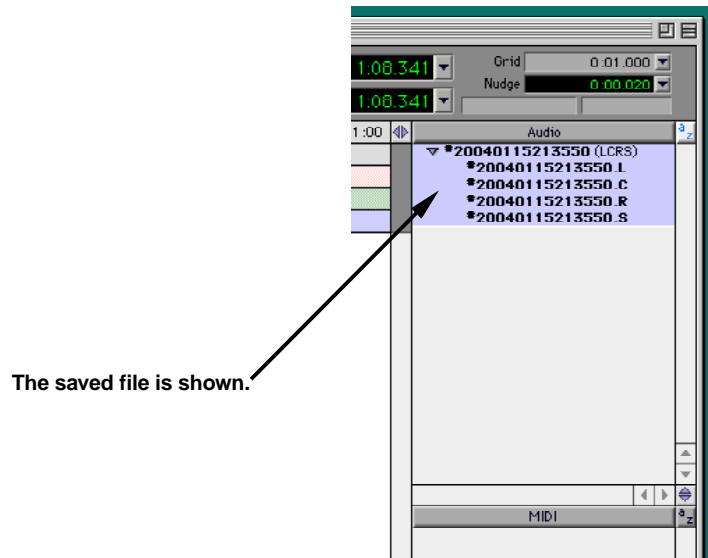 Grid 0:01.000
1:08.341
Nudge 0:00.020
1:08.341
1:00 Audio a z
*20040115213550 (LCRS)
*20040115213550.L
*20040115213550.C
*20040115213550.R
*20040115213550.S
The saved file is shown.
MIDI a z